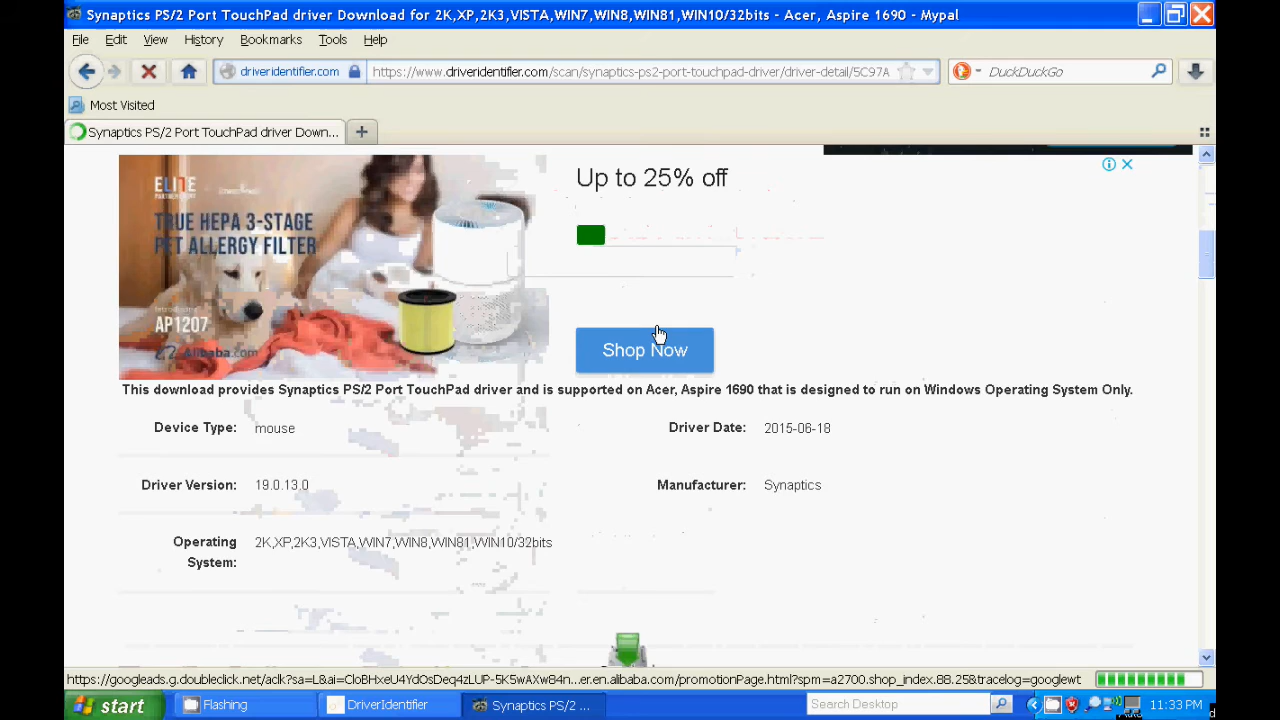 Synaptics PS/2 Port TouchPad driver Download for 2K,XP,2K3,VISTA,WIN7,WIN8,WIN81,WIN10/32bits - Acer, Aspire 1690 - Mypal
File Edit View History Bookmarks Tools Help
driveridentifier.com https://www.driveridentifier.com/scan/synaptics-ps2-port-touchpad-driver/driver-detail/5C97A DuckDuckGo
Most Visited
Synaptics PS/2 Port TouchPad driver Down...
ELITE
TRUE HEPA 3-STAGE
PET ALLERGY FILTER
AP1207
Alibaba.com
Up to 25% off
Shop Now
This download provides Synaptics PS/2 Port TouchPad driver and is supported on Acer, Aspire 1690 that is designed to run on Windows Operating System Only.
Device Type: mouse Driver Date: 2015-06-18
Driver Version: 19.0.13.0 Manufacturer: Synaptics
Operating System: 2K,XP,2K3,VISTA,WIN7,WIN8,WIN81,WIN10/32bits
https://googleads.g.doubleclick.net/aclk?sa=L&ai=CloBHxeU4YdOsDeq4zLUP-5K5wAXw84n...er.en.alibaba.com/promotionPage.html?spm=a2700.shop_index.88.25&tracelog=googlewt
start Flashing DriverIdentifier Synaptics PS/2 ... Search Desktop 11:33 PM